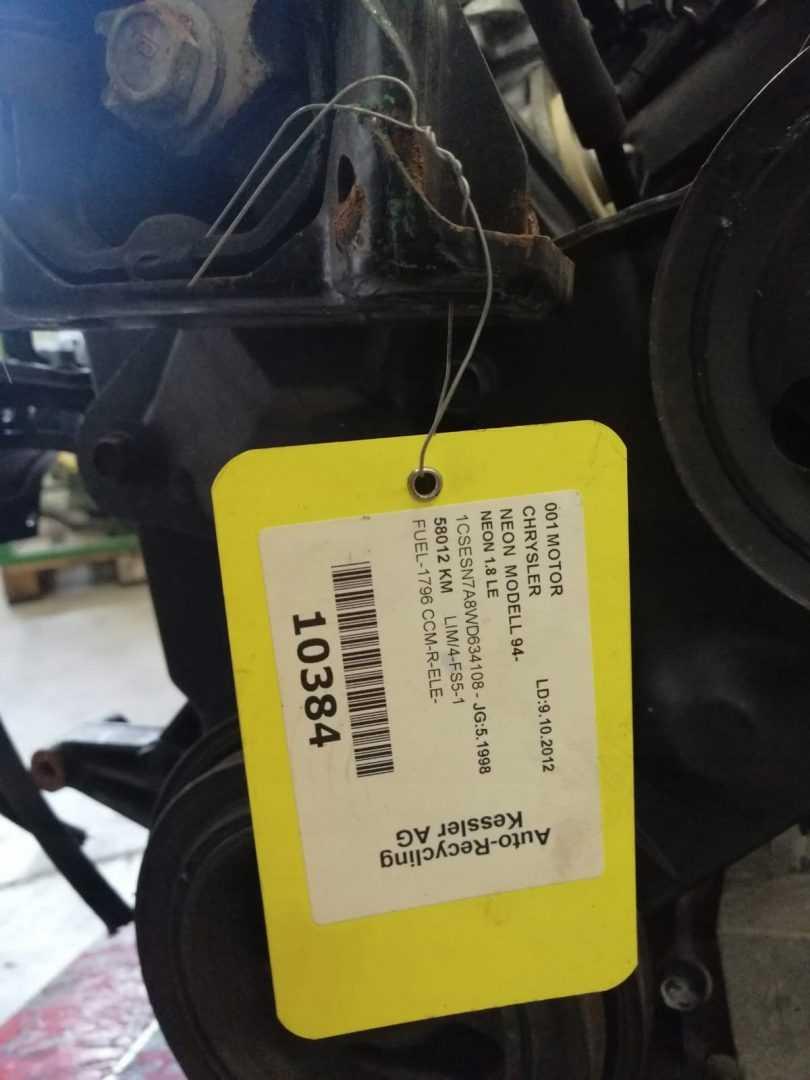 001 MOTOR LD:9.10.2012
CHRYSLER
NEON MODELL 94-
NEON 1.8 LE
1CSESN7A8WD634108 - JG:5.1998
58012 KM LIM/4-FS5-1
FUEL-1796 CCM-R-ELE-
10384
Auto-Recycling
Kessler AG